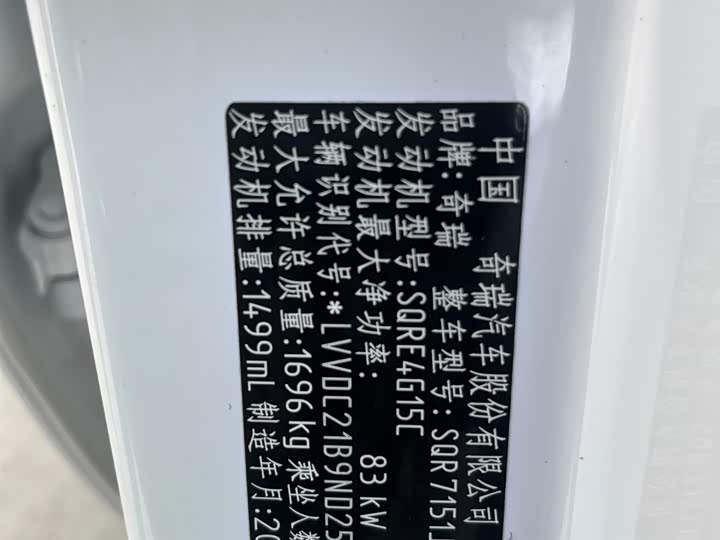 中国 奇瑞汽车股份有限公司
品牌:奇瑞 整车型号:SQR7151
发动机型号:SQRE4G15C
发动机最大净功率: 83 kW
车辆识别代号:*LVVDC21B9ND25
最大允许总质量:1696kg 乘坐人数
发动机排量:1499mL 制造年月:20